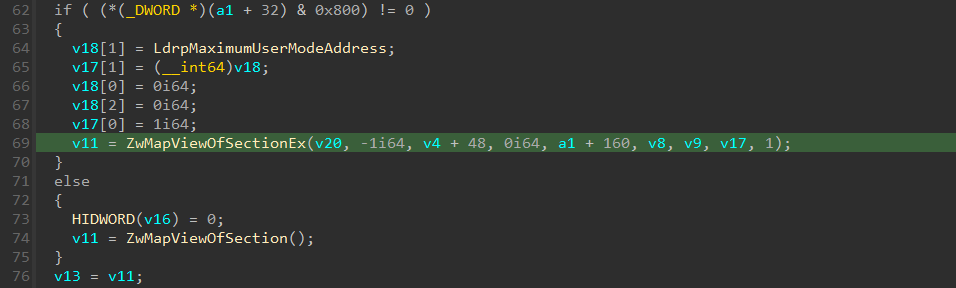 62 if ( (*(_DWORD *)(a1 + 32) & 0x800) != 0 )
63 {
64 v18[1] = LdrpMaximumUserModeAddress;
65 v17[1] = (__int64)v18;
66 v18[0] = 0i64;
67 v18[2] = 0i64;
68 v17[0] = 1i64;
69 v11 = ZwMapViewOfSectionEx(v20, -1i64, v4 + 48, 0i64, a1 + 160, v8, v9, v17, 1);
70 }
71 else
72 {
73 HIDWORD(v16) = 0;
74 v11 = ZwMapViewOfSection();
75 }
76 v13 = v11;